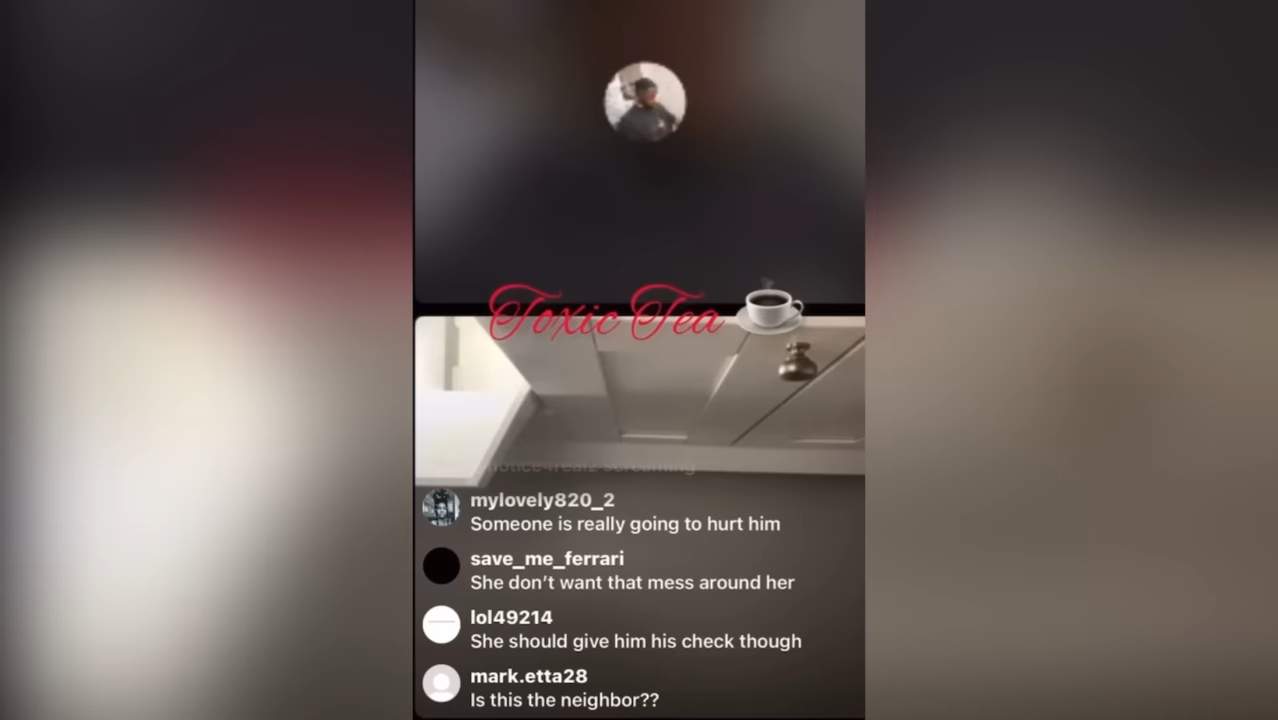 Toxic Tea
screaming
mylovely820_2
Someone is really going to hurt him
save_me_ferrari
She don’t want that mess around her
lol49214
She should give him his check though
mark.etta28
Is this the neighbor??